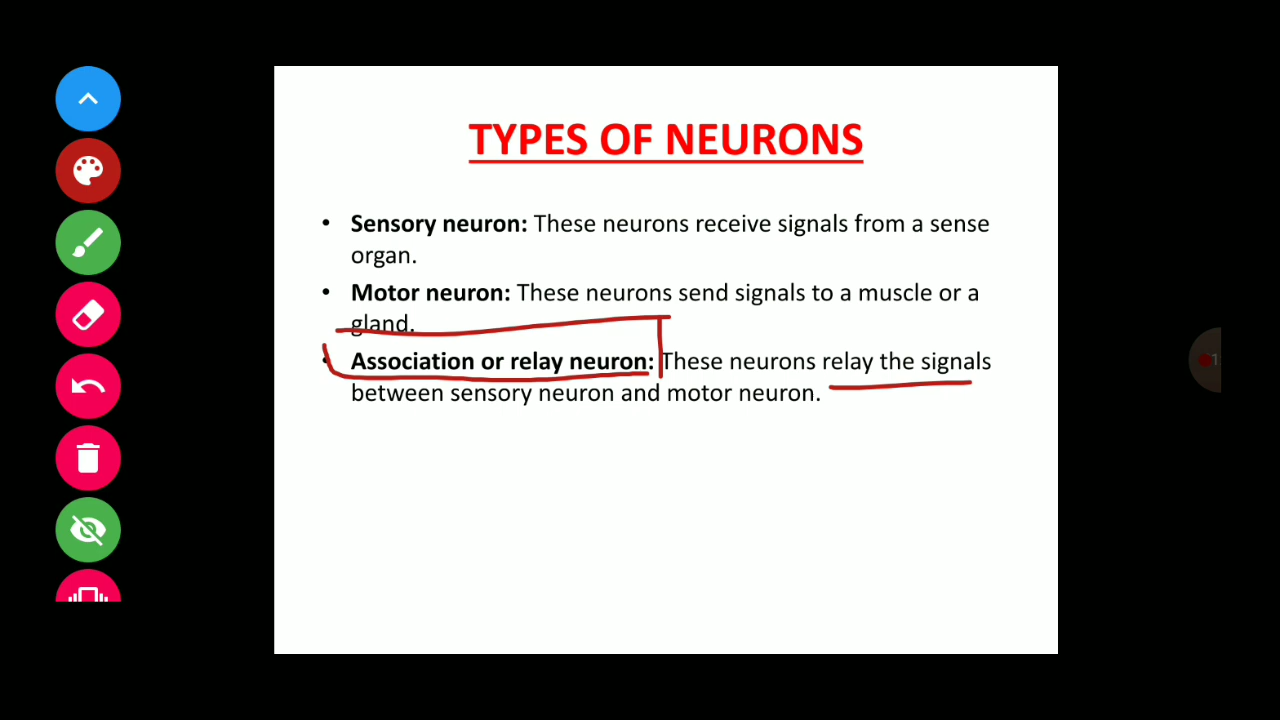 TYPES OF NEURONS
• Sensory neuron: These neurons receive signals from a sense
organ.
• Motor neuron: These neurons send signals to a muscle or a
gland.
• Association or relay neuron: These neurons relay the signals
between sensory neuron and motor neuron.